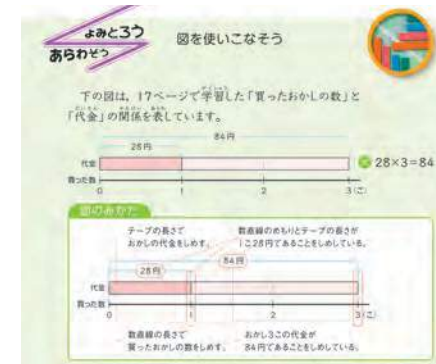 よみとろう
あらわそう
図を使いこなそう
下の図は，17ページで学習した「買ったおかしの数」と
「代金」の関係を表しています。
84円
28円
代金
28×3=84
買った数
0 1 2 3(こ)
図のみかた
テープの長さで
おかしの代金をしめす。
数直線のめもりとテープの長さが
1こ28円であることをしめしている。
84円
28円
代金
買った数
0 1 2 3(こ)
数直線の長さで
買ったおかしの数をしめす。
おかし3この代金が
84円であることをしめしている。